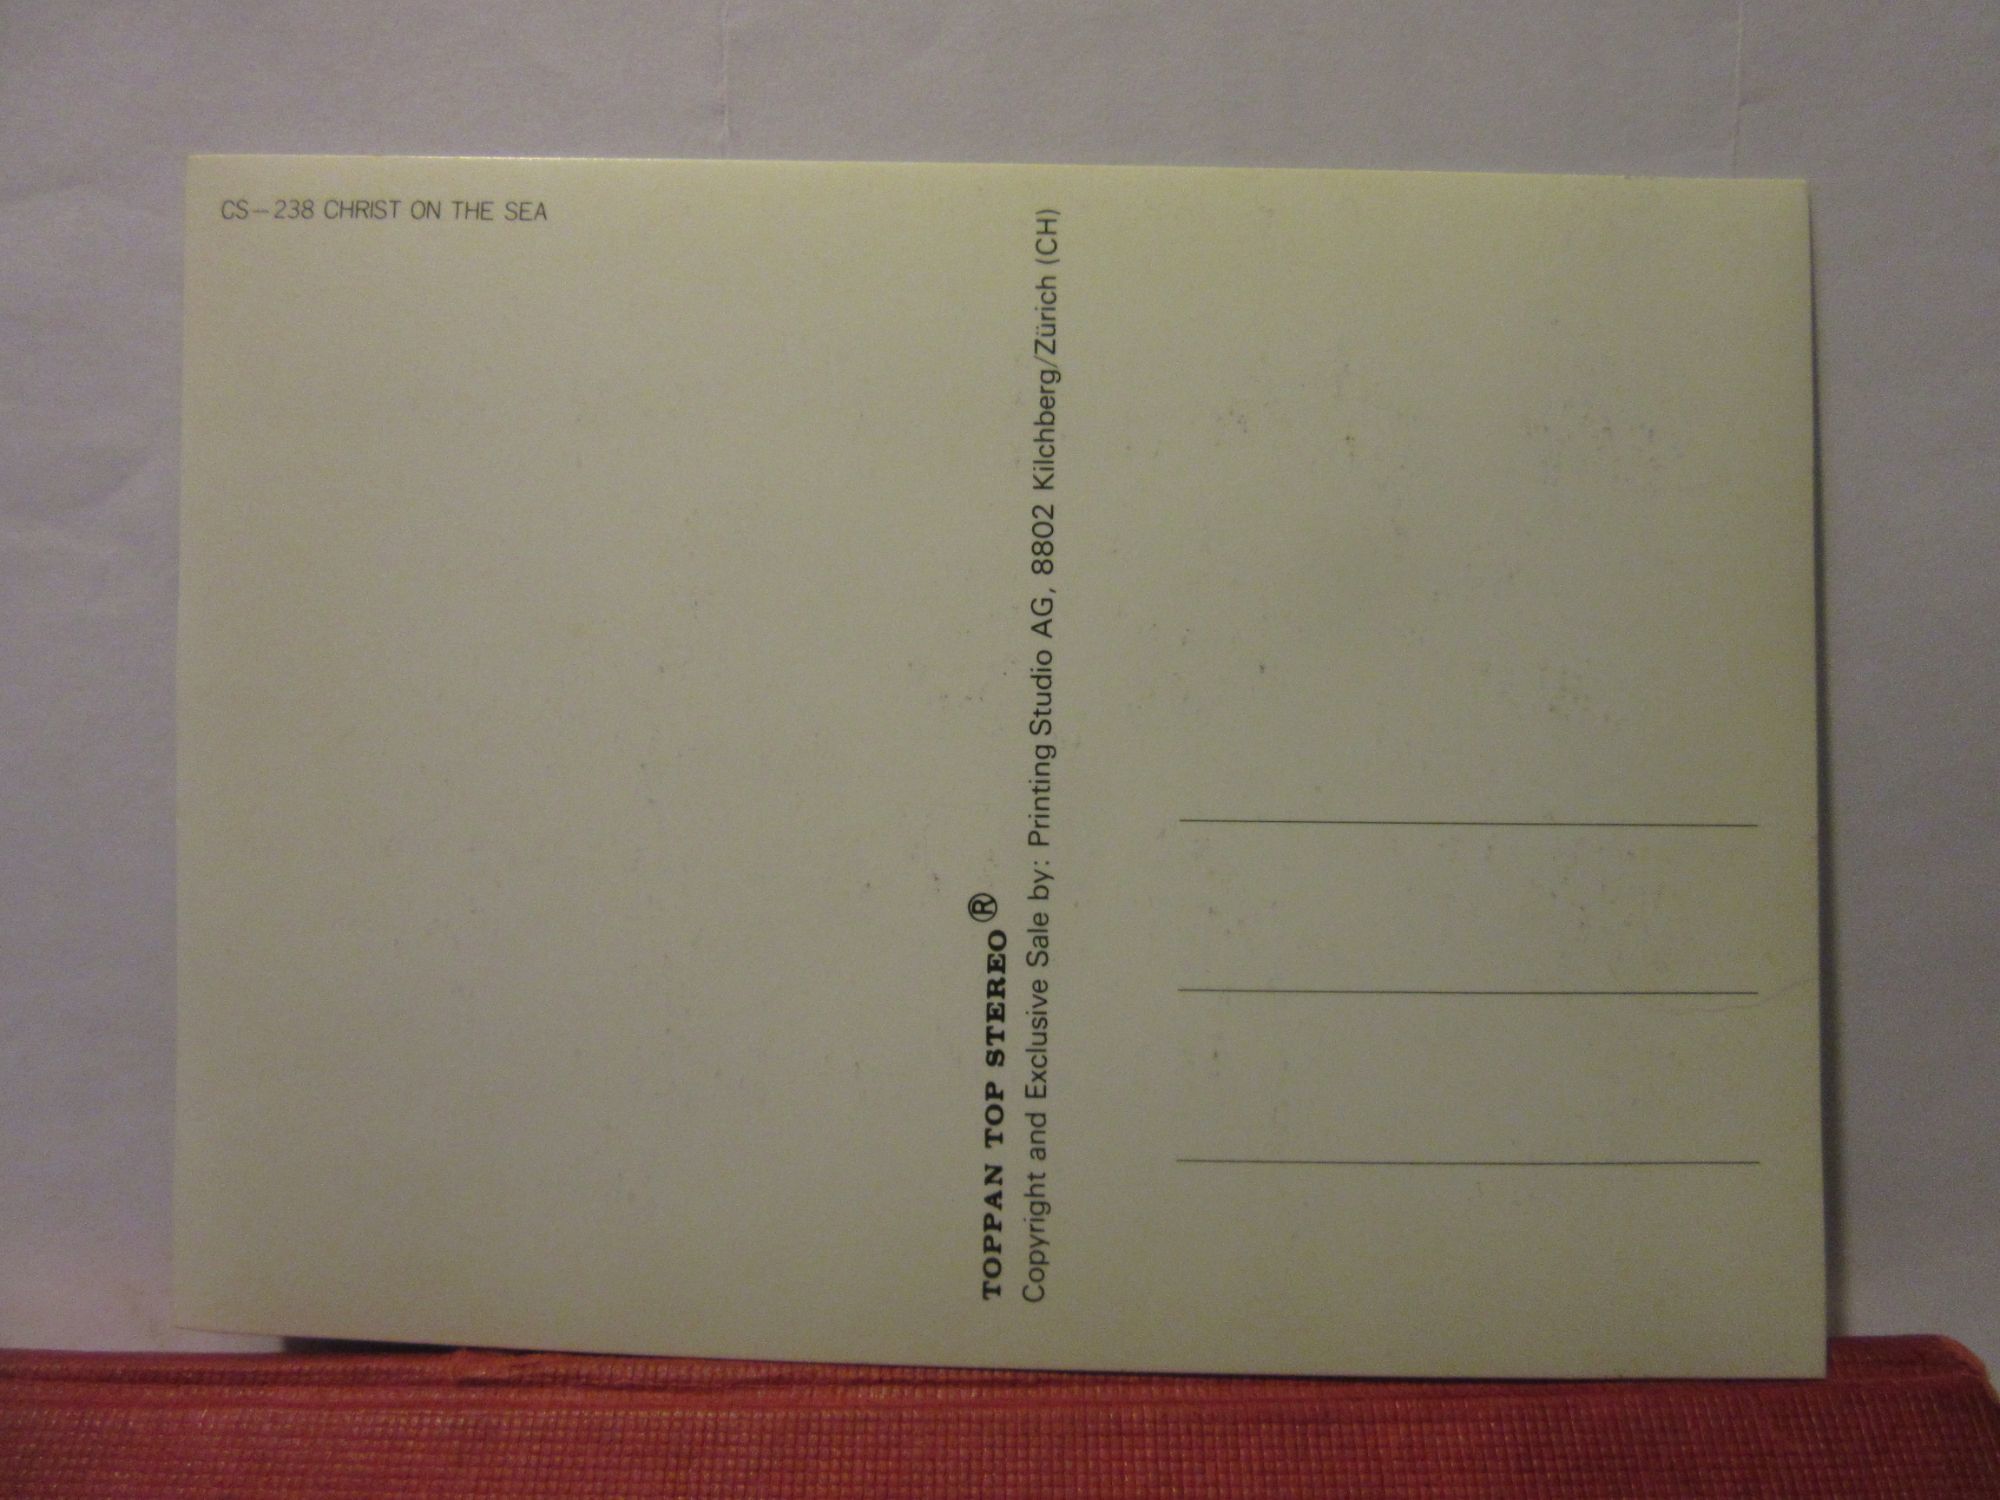 CS—238 CHRIST ON THE SEA
TOPPAN TOP STEREO®
Copyright and Exclusive Sale by: Printing Studio AG, 8802 Kilchberg/Zürich (CH)